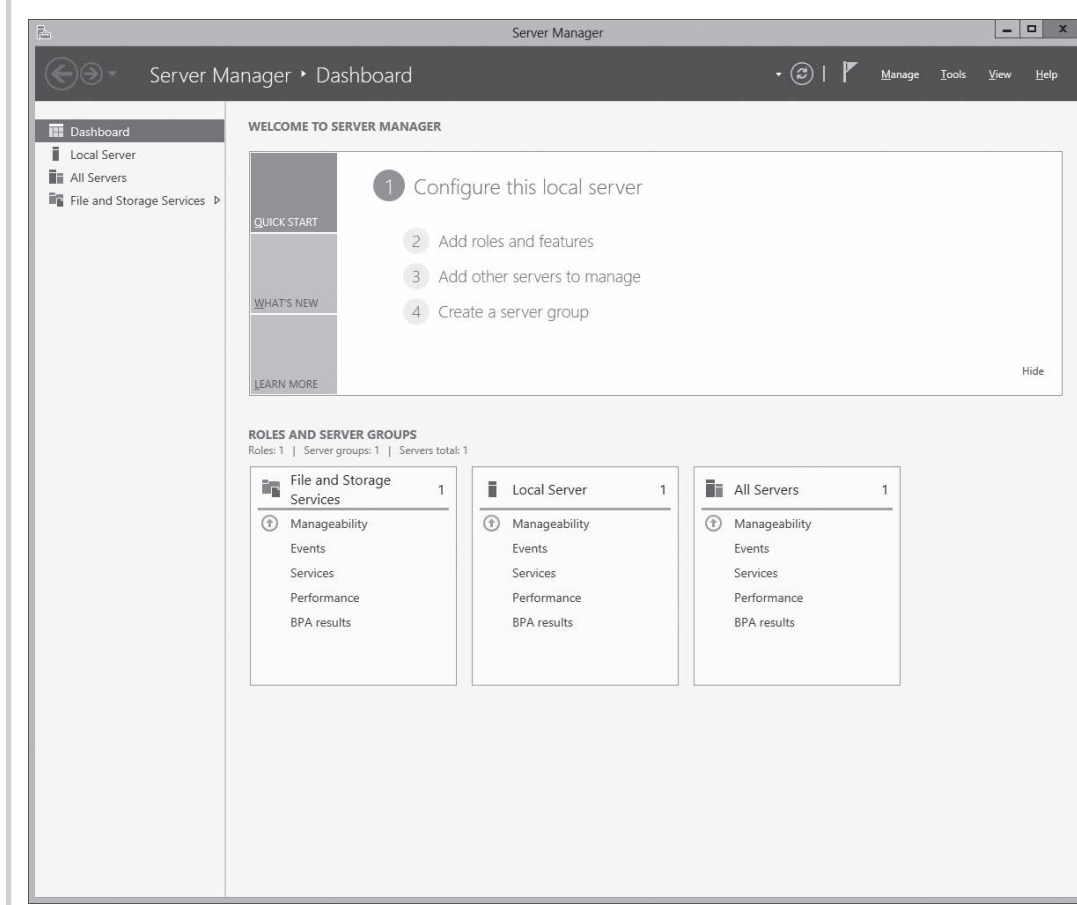 Server Manager
Server Manager ‣ Dashboard
Manage Tools View Help
Dashboard
Local Server
All Servers
File and Storage Services
WELCOME TO SERVER MANAGER
QUICK START
WHAT'S NEW
LEARN MORE
1 Configure this local server
2 Add roles and features
3 Add other servers to manage
4 Create a server group
Hide
ROLES AND SERVER GROUPS
Roles: 1 | Server groups: 1 | Servers total: 1
File and Storage
Services 1
Manageability
Events
Services
Performance
BPA results
Local Server 1
Manageability
Events
Services
Performance
BPA results
All Servers 1
Manageability
Events
Services
Performance
BPA results